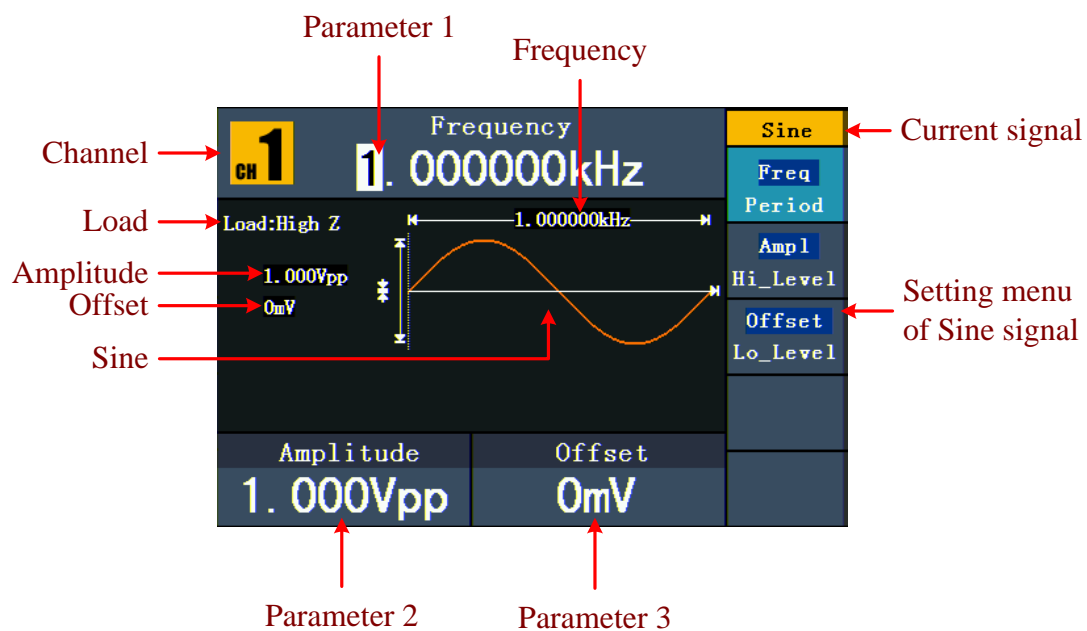 Parameter 1
Frequency
Channel
CH 1
Frequency
1. 000000kHz
Sine
Current signal
Freq
Period
Load
Load:High Z
1. 000000kHz
Ampl
Hi_Level
Amplitude
1. 000Vpp
Offset
0mV
Offset
Lo_Level
Setting menu
of Sine signal
Sine
Amplitude
1. 000Vpp
Offset
0mV
Parameter 2
Parameter 3